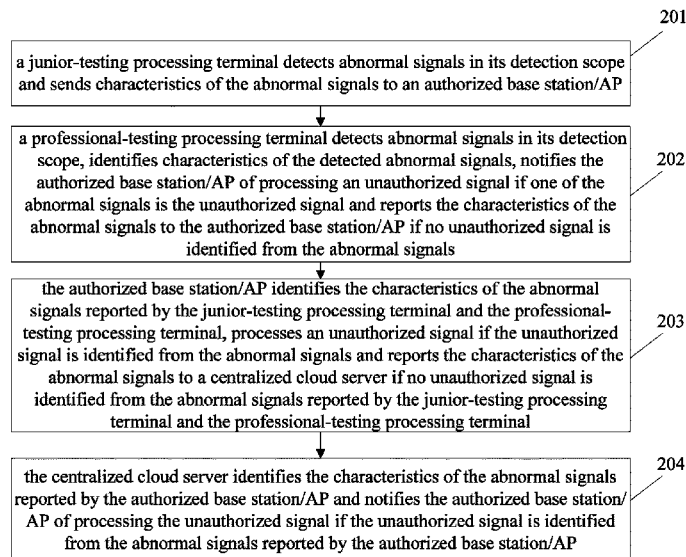 201
a junior-testing processing terminal detects abnormal signals in its detection scope
and sends characteristics of the abnormal signals to an authorized base station/AP
202
a professional-testing processing terminal detects abnormal signals in its detection
scope, identifies characteristics of the detected abnormal signals, notifies the
authorized base station/AP of processing an unauthorized signal if one of the
abnormal signals is the unauthorized signal and reports the characteristics of the
abnormal signals to the authorized base station/AP if no unauthorized signal is
identified from the abnormal signals
203
the authorized base station/AP identifies the characteristics of the abnormal
signals reported by the junior-testing processing terminal and the professional-
testing processing terminal, processes an unauthorized signal if the unauthorized
signal is identified from the abnormal signals and reports the characteristics of the
abnormal signals to a centralized cloud server if no unauthorized signal is
identified from the abnormal signals reported by the junior-testing processing
terminal and the professional-testing processing terminal
204
the centralized cloud server identifies the characteristics of the abnormal signals
reported by the authorized base station/AP and notifies the authorized base station/
AP of processing the unauthorized signal if the unauthorized signal is identified
from the abnormal signals reported by the authorized base station/AP